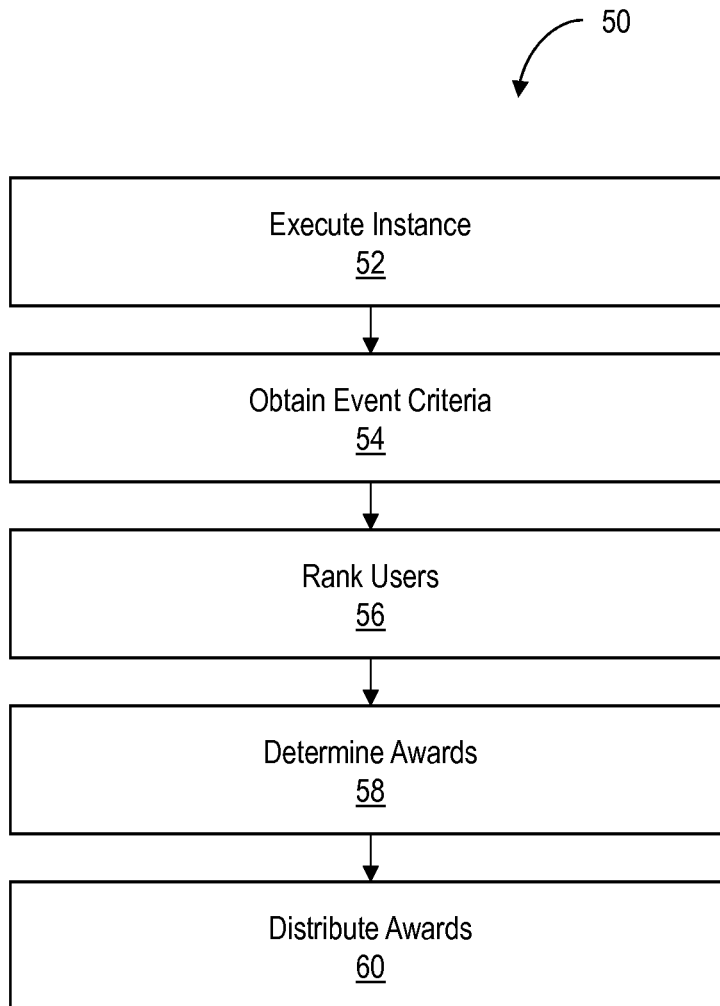 50
Execute Instance
52
Obtain Event Criteria
54
Rank Users
56
Determine Awards
58
Distribute Awards
60